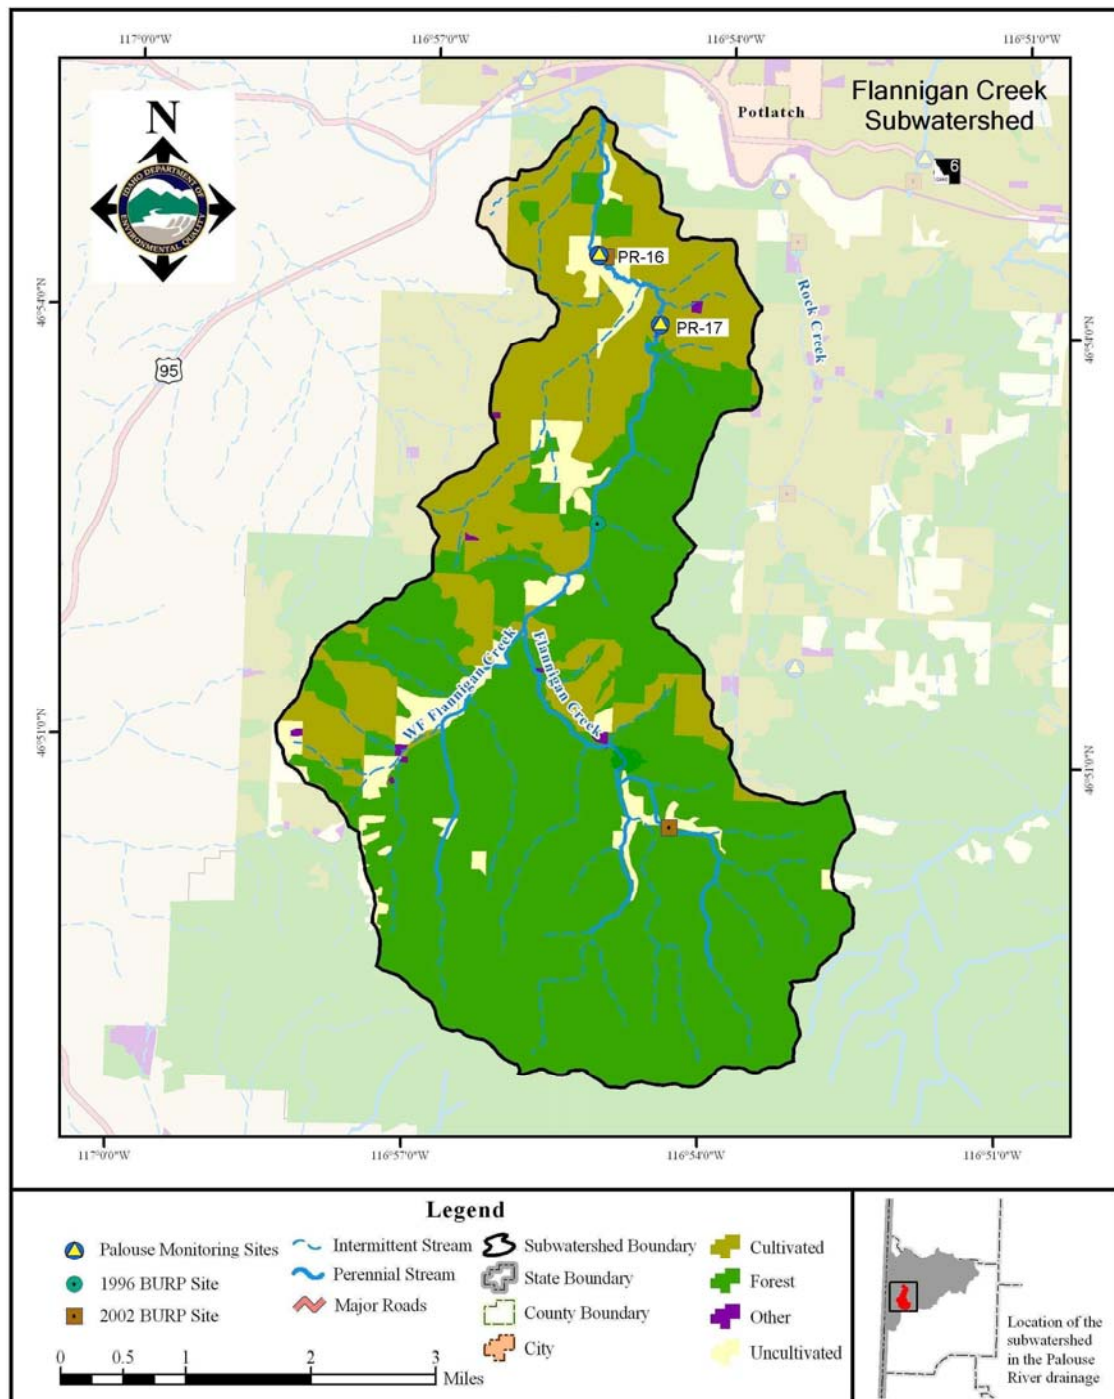 117°0'0"W 116°57'0"W 116°54'0"W 116°51'0"W
Flannigan Creek
Subwatershed
Potlatch
N
IDAHO DEPARTMENT OF
ENVIRONMENTAL QUALITY
6
PR-16
46°54'0"N
46°54'0"N
Rock Creek
PR-17
95
WF Flannigan Creek
Flannigan Creek
46°51'0"N
46°51'0"N
117°0'0"W 116°57'0"W 116°54'0"W 116°51'0"W
Legend
Palouse Monitoring Sites
1996 BURP Site
2002 BURP Site
Intermittent Stream
Perennial Stream
Major Roads
Subwatershed Boundary
State Boundary
County Boundary
City
Cultivated
Forest
Other
Uncultivated
0 0.5 1 2 3
Miles
Location of the
subwatershed
in the Palouse
River drainage